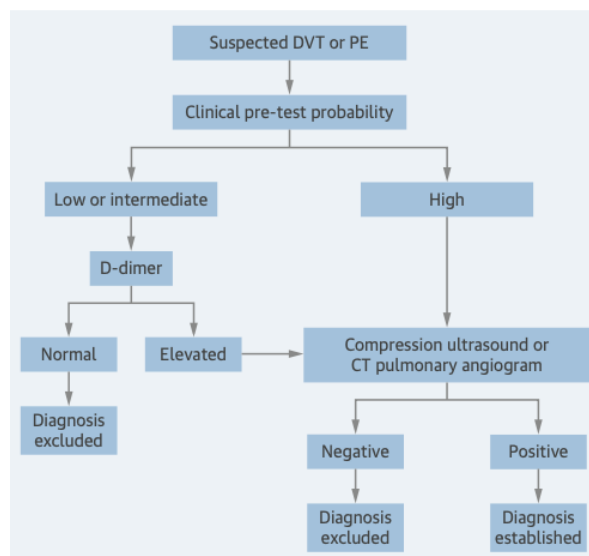 Suspected DVT or PE
Clinical pre-test probability
Low or intermediate
High
D-dimer
Normal
Elevated
Compression ultrasound or
CT pulmonary angiogram
Diagnosis
excluded
Negative
Positive
Diagnosis
excluded
Diagnosis
established